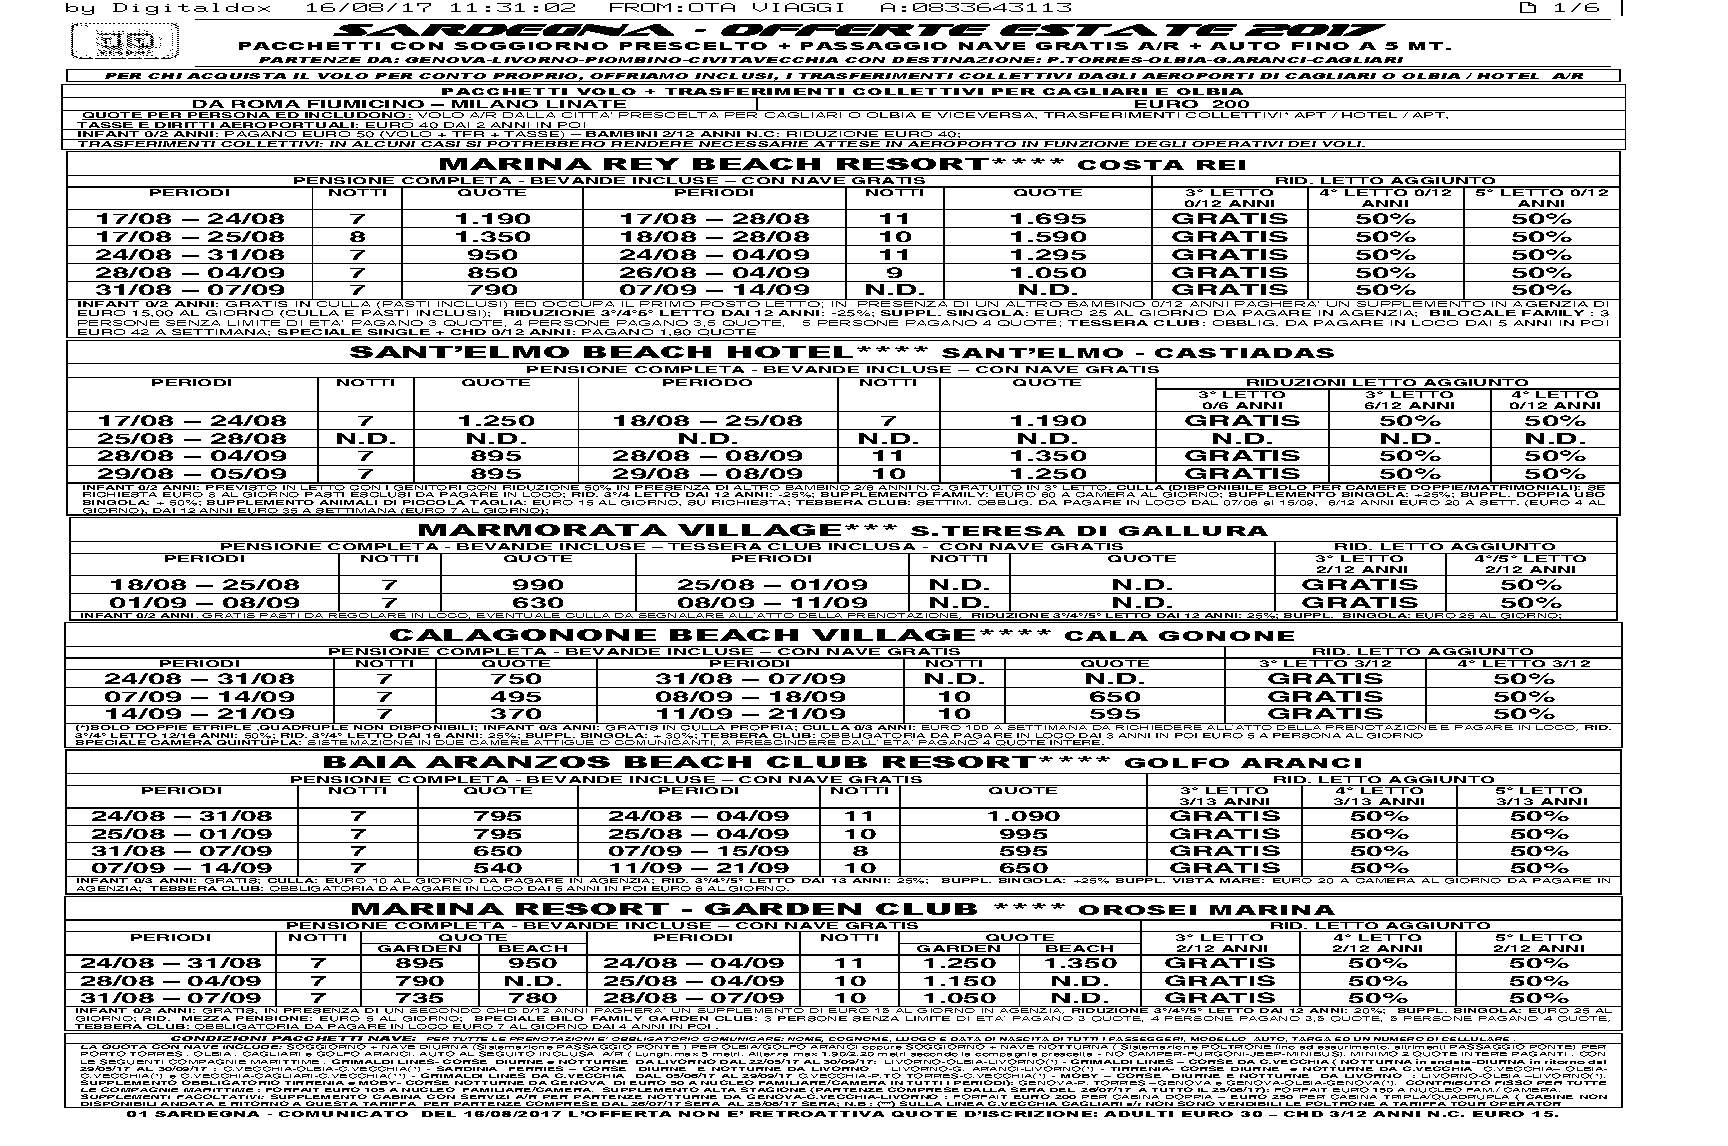 by Digitaldox 16/08/17 11:31:02 FROM:OTA VIAGGI A:0833643113 1/6
SARDEGNA - OFFERTE ESTATE 2017
PACCHETTI CON SOGGIORNO PRESCELTO + PASSAGGIO NAVE GRATIS A/R + AUTO FINO A 5 MT.
PARTENZE DA: GENOVA-LIVORNO-PIOMBINO-CIVITAVECCHIA CON DESTINAZIONE: P.TORRES-OLBIA-G.ARANCI-CAGLIARI
PER CHI ACQUISTA IL VOLO PER CONTO PROPRIO, OFFRIAMO INCLUSI, I TRASFERIMENTI COLLETTIVI DAGLI AEROPORTI DI CAGLIARI O OLBIA / HOTEL A/R
PACCHETTI VOLO + TRASFERIMENTI COLLETTIVI PER CAGLIARI E OLBIA
DA ROMA FIUMICINO – MILANO LINATE EURO 200
QUOTE PER PERSONA ED INCLUDONO: VOLO A/R DALLA CITTA' PRESCELTA PER CAGLIARI O OLBIA E VICEVERSA, TRASFERIMENTI COLLETTIVI* APT / HOTEL / APT,
TASSE E DIRITTI AEROPORTUALI: EURO 40 DAI 2 ANNI IN POI
INFANT 0/2 ANNI: PAGANO EURO 50 (VOLO + TFR + TASSE) – BAMBINI 2/12 ANNI N.C: RIDUZIONE EURO 40;
TRASFERIMENTI COLLETTIVI: IN ALCUNI CASI SI POTREBBERO RENDERE NECESSARIE ATTESE IN AEROPORTO IN FUNZIONE DEGLI OPERATIVI DEI VOLI.
MARINA REY BEACH RESORT**** COSTA REI
PENSIONE COMPLETA - BEVANDE INCLUSE – CON NAVE GRATIS RID. LETTO AGGIUNTO
PERIODI NOTTI QUOTE PERIODI NOTTI QUOTE 3° LETTO 4° LETTO 0/12 5° LETTO 0/12
0/12 ANNI ANNI ANNI
17/08 – 24/08 7 1.190 17/08 – 28/08 11 1.695 GRATIS 50% 50%
17/08 – 25/08 8 1.350 18/08 – 28/08 10 1.590 GRATIS 50% 50%
24/08 – 31/08 7 950 24/08 – 04/09 11 1.295 GRATIS 50% 50%
28/08 – 04/09 7 850 26/08 – 04/09 9 1.050 GRATIS 50% 50%
31/08 – 07/09 7 790 07/09 – 14/09 N.D. N.D. GRATIS 50% 50%
INFANT 0/2 ANNI: GRATIS IN CULLA (PASTI INCLUSI) ED OCCUPA IL PRIMO POSTO LETTO; IN PRESENZA DI UN ALTRO BAMBINO 0/12 ANNI PAGHERA' UN SUPPLEMENTO IN AGENZIA DI
EURO 15,00 AL GIORNO (CULLA E PASTI INCLUSI); RIDUZIONE 3°/4°5° LETTO DAI 12 ANNI: -25%; SUPPL. SINGOLA: EURO 25 AL GIORNO DA PAGARE IN AGENZIA; BILOCALE FAMILY : 3
PERSONE SENZA LIMITE DI ETA' PAGANO 3 QUOTE, 4 PERSONE PAGANO 3,5 QUOTE, 5 PERSONE PAGANO 4 QUOTE; TESSERA CLUB: OBBLIG. DA PAGARE IN LOCO DAI 5 ANNI IN POI
EURO 42 A SETTIMANA; SPECIALE SINGLE + CHD 0/12 ANNI: PAGANO 1,60 QUOTE
SANT'ELMO BEACH HOTEL**** SANT'ELMO - CASTIADAS
PENSIONE COMPLETA - BEVANDE INCLUSE – CON NAVE GRATIS
PERIODI NOTTI QUOTE PERIODO NOTTI QUOTE RIDUZIONI LETTO AGGIUNTO
3° LETTO 3° LETTO 4° LETTO
0/6 ANNI 6/12 ANNI 0/12 ANNI
17/08 – 24/08 7 1.250 18/08 – 25/08 7 1.190 GRATIS 50% 50%
25/08 – 28/08 N.D. N.D. N.D. N.D. N.D. N.D. N.D. N.D.
28/08 – 04/09 7 895 28/08 – 08/09 11 1.350 GRATIS 50% 50%
29/08 – 05/09 7 895 29/08 – 08/09 10 1.250 GRATIS 50% 50%
INFANT 0/2 ANNI: PREVISTO IN LETTO CON I GENITORI CON RIDUZIONE 50% IN PRESENZA DI ALTRO BAMBINO 2/6 ANNI N.C. GRATUITO IN 3° LETTO. CULLA (DISPONIBILE SOLO PER CAMERE DOPPIE/MATRIMONIALI): SE
RICHIESTA EURO 8 AL GIORNO PASTI ESCLUSI DA PAGARE IN LOCO; RID. 3°/4 LETTO DAI 12 ANNI: -25%; SUPPLEMENTO FAMILY: EURO 60 A CAMERA AL GIORNO; SUPPLEMENTO SINGOLA: +25%; SUPPL. DOPPIA USO
SINGOLA: + 50%; SUPPLEMENTO ANIMALI DI PICCOLA TAGLIA: EURO 15 AL GIORNO, SU RICHIESTA; TESSERA CLUB: SETTIM. OBBLIG. DA PAGARE IN LOCO DAL 07/06 al 15/09, 6/12 ANNI EURO 20 A SETT. (EURO 4 AL
GIORNO), DAI 12 ANNI EURO 35 A SETTIMANA (EURO 7 AL GIORNO);
MARMORATA VILLAGE*** S.TERESA DI GALLURA
PENSIONE COMPLETA - BEVANDE INCLUSE – TESSERA CLUB INCLUSA - CON NAVE GRATIS RID. LETTO AGGIUNTO
PERIODI NOTTI QUOTE PERIODI NOTTI QUOTE 3° LETTO 4°/5° LETTO
2/12 ANNI 2/12 ANNI
18/08 – 25/08 7 990 25/08 – 01/09 N.D. N.D. GRATIS 50%
01/09 – 08/09 7 630 08/09 – 11/09 N.D. N.D. GRATIS 50%
INFANT 0/2 ANNI. GRATIS PASTI DA REGOLARE IN LOCO, EVENTUALE CULLA DA SEGNALARE ALL'ATTO DELLA PRENOTAZIONE, RIDUZIONE 3°/4°/5° LETTO DAI 12 ANNI: 25%; SUPPL. SINGOLA: EURO 25 AL GIORNO;
CALAGONONE BEACH VILLAGE**** CALA GONONE
PENSIONE COMPLETA - BEVANDE INCLUSE – CON NAVE GRATIS RID. LETTO AGGIUNTO
PERIODI NOTTI QUOTE PERIODI NOTTI QUOTE 3° LETTO 3/12 4° LETTO 3/12
24/08 – 31/08 7 750 31/08 – 07/09 N.D. N.D. GRATIS 50%
07/09 – 14/09 7 495 08/09 – 18/09 10 650 GRATIS 50%
14/09 – 21/09 7 370 11/09 – 21/09 10 595 GRATIS 50%
(*)SOLO DOPPIE E TRIPLE, QUADRUPLE NON DISPONIBILI; INFANT 0/3 ANNI: GRATIS IN CULLA PROPRIA; CULLA 0/3 ANNI: EURO 100 A SETTIMANA DA RICHIEDERE ALL'ATTO DELLA PRENOTAZIONE E PAGARE IN LOCO, RID.
3°/4° LETTO 12/16 ANNI: 50%; RID. 3°/4° LETTO DAI 16 ANNI: 25%; SUPPL. SINGOLA: + 30%; TESSERA CLUB: OBBLIGATORIA DA PAGARE IN LOCO DAI 3 ANNI IN POI EURO 5 A PERSONA AL GIORNO
SPECIALE CAMERA QUINTUPLA: SISTEMAZIONE IN DUE CAMERE ATTIGUE O COMUNICANTI, A PRESCINDERE DALL' ETA' PAGANO 4 QUOTE INTERE.
BAIA ARANZOS BEACH CLUB RESORT**** GOLFO ARANCI
PENSIONE COMPLETA - BEVANDE INCLUSE – CON NAVE GRATIS RID. LETTO AGGIUNTO
PERIODI NOTTI QUOTE PERIODI NOTTI QUOTE 3° LETTO 4° LETTO 5° LETTO
3/13 ANNI 3/13 ANNI 3/13 ANNI
24/08 – 31/08 7 795 24/08 – 04/09 11 1.090 GRATIS 50% 50%
25/08 – 01/09 7 795 25/08 – 04/09 10 995 GRATIS 50% 50%
31/08 – 07/09 7 650 07/09 – 15/09 8 595 GRATIS 50% 50%
07/09 – 14/09 7 540 11/09 – 21/09 10 650 GRATIS 50% 50%
INFANT 0/3 ANNI: GRATIS; CULLA: EURO 10 AL GIORNO DA PAGARE IN AGENZIA; RID. 3°/4°/5° LETTO DAI 13 ANNI: 25%; SUPPL. SINGOLA: +25% SUPPL. VISTA MARE: EURO 20 A CAMERA AL GIORNO DA PAGARE IN
AGENZIA; TESSERA CLUB: OBBLIGATORIA DA PAGARE IN LOCO DAI 5 ANNI IN POI EURO 6 AL GIORNO.
MARINA RESORT - GARDEN CLUB **** OROSEI MARINA
PENSIONE COMPLETA - BEVANDE INCLUSE – CON NAVE GRATIS RID. LETTO AGGIUNTO
PERIODI NOTTI QUOTE PERIODI NOTTI QUOTE 3° LETTO 4° LETTO 5° LETTO
GARDEN BEACH GARDEN BEACH 2/12 ANNI 2/12 ANNI 2/12 ANNI
24/08 – 31/08 7 895 950 24/08 – 04/09 11 1.250 1.350 GRATIS 50% 50%
28/08 – 04/09 7 790 N.D. 25/08 – 04/09 10 1.150 N.D. GRATIS 50% 50%
31/08 – 07/09 7 735 780 28/08 – 07/09 10 1.050 N.D. GRATIS 50% 50%
INFANT 0/2 ANNI: GRATIS, IN PRESENZA DI UN SECONDO CHD 0/12 ANNI PAGHERA' UN SUPPLEMENTO DI EURO 15 AL GIORNO IN AGENZIA, RIDUZIONE 3°/4°/5° LETTO DAI 12 ANNI: 20%; SUPPL. SINGOLA: EURO 25 AL
GIORNO; RID. MEZZA PENSIONE: EURO 5 AL GIORNO; SPECIALE BILO FAMILY GARDEN CLUB: 3 PERSONE SENZA LIMITE DI ETA' PAGANO 3 QUOTE, 4 PERSONE PAGANO 3,5 QUOTE, 5 PERSONE PAGANO 4 QUOTE,
TESSERA CLUB: OBBLIGATORIA DA PAGARE IN LOCO EURO 7 AL GIORNO DAI 4 ANNI IN POI .
CONDIZIONI PACCHETTI NAVE: PER TUTTE LE PRENOTAZIONI E' OBBLIGATORIO COMUNICARE: NOME, COGNOME, LUOGO E DATA DI NASCITA DI TUTTI I PASSEGGERI, MODELLO AUTO, TARGA ED UN NUMERO DI CELLULARE .
01 SARDEGNA - COMUNICATO DEL 16/08/2017 L'OFFERTA NON E' RETROATTIVA QUOTE D'ISCRIZIONE: ADULTI EURO 30 – CHD 3/12 ANNI N.C. EURO 15.